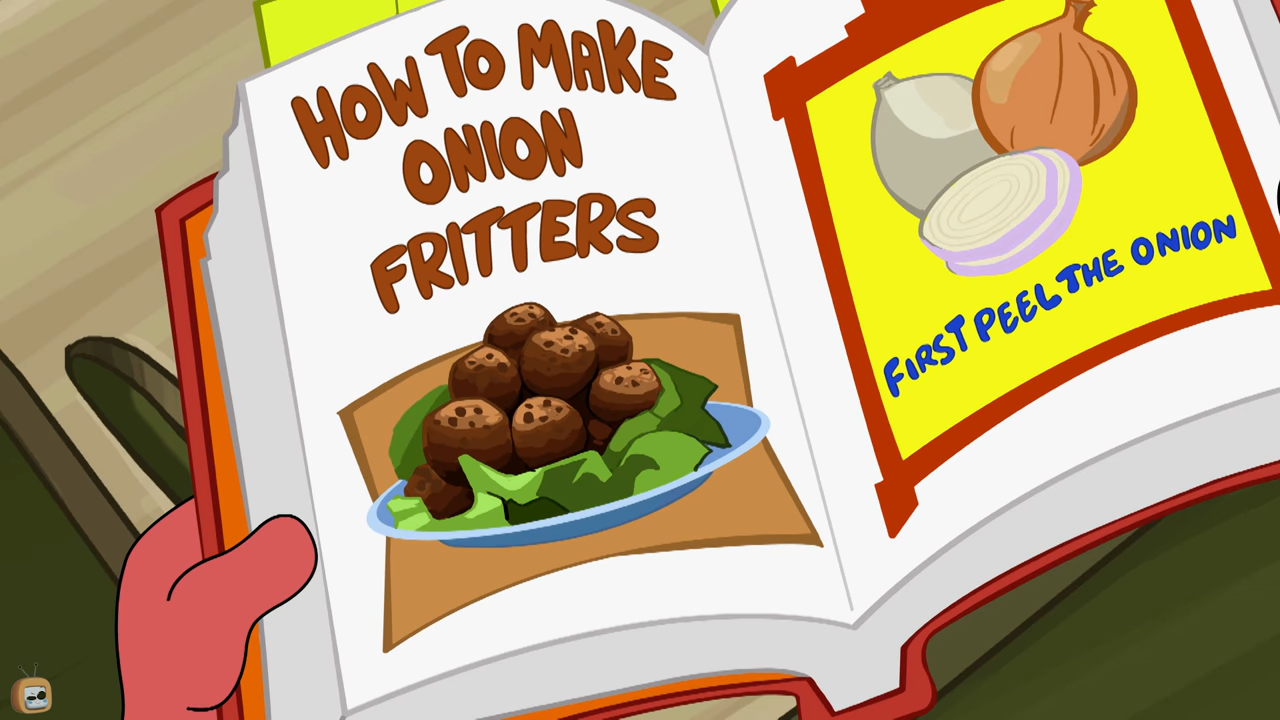 HOW TO MAKE
ONION
FRITTERS
FIRST PEEL THE ONION